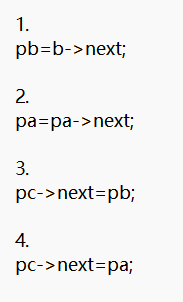 1.
pb=b->next;
2.
pa=pa->next;
3.
pc->next=pb;
4.
pc->next=pa;